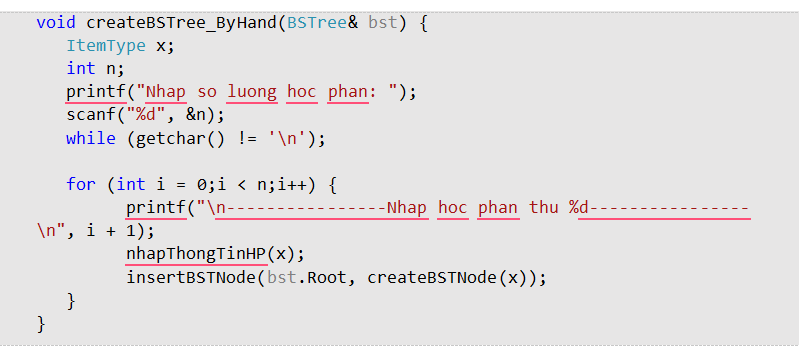 void createBSTree_ByHand(BSTree& bst) {
ItemType x;
int n;
printf("Nhap so luong hoc phan: ");
scanf("%d", &n);
while (getchar() != '\n');
for (int i = 0;i < n;i++) {
printf("\n----------------Nhap hoc phan thu %d----------------
\n", i + 1);
nhapThongTinHP(x);
insertBSTNode(bst.Root, createBSTNode(x));
}
}